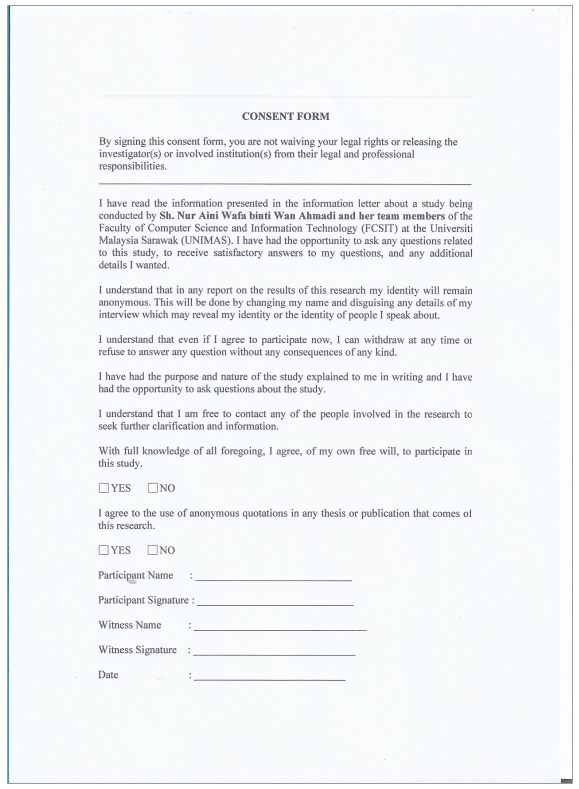 CONSENT FORM
By signing this consent form, you are not waiving your legal rights or releasing the
investigator(s) or involved institution(s) from their legal and professional
responsibilities.
I have read the information presented in the information letter about a study being
conducted by Sh. Nur Aini Wafa binti Wan Ahmadi and her team members of the
Faculty of Computer Science and Information Technology (FCSIT) at the Universiti
Malaysia Sarawak (UNIMAS). I have had the opportunity to ask any questions related
to this study, to receive satisfactory answers to my questions, and any additional
details I wanted.
I understand that in any report on the results of this research my identity will remain
anonymous. This will be done by changing my name and disguising any details of my
interview which may reveal my identity or the identity of people I speak about.
I understand that even if I agree to participate now, I can withdraw at any time or
refuse to answer any question without any consequences of any kind.
I have had the purpose and nature of the study explained to me in writing and I have
had the opportunity to ask questions about the study.
I understand that I am free to contact any of the people involved in the research to
seek further clarification and information.
With full knowledge of all foregoing, I agree, of my own free will, to participate in
this study.
☐YES ☐NO
I agree to the use of anonymous quotations in any thesis or publication that comes of
this research.
☐YES ☐NO
Participant Name : ____________________
Participant Signature : ____________________
Witness Name : ____________________
Witness Signature : ____________________
Date : ____________________